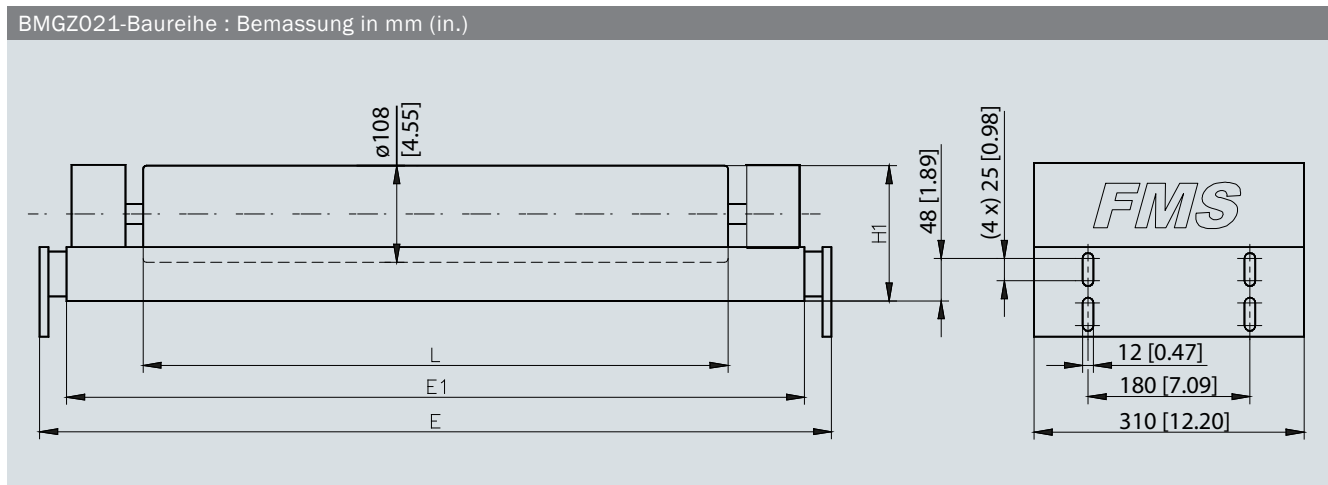 BMGZ021-Baureihe : Bemassung in mm (in.)
ø108
[4.55]
H1
48 [1.89]
(4 x) 25 [0.98]
FMS
L
E1
E
12 [0.47]
180 [7.09]
310 [12.20]